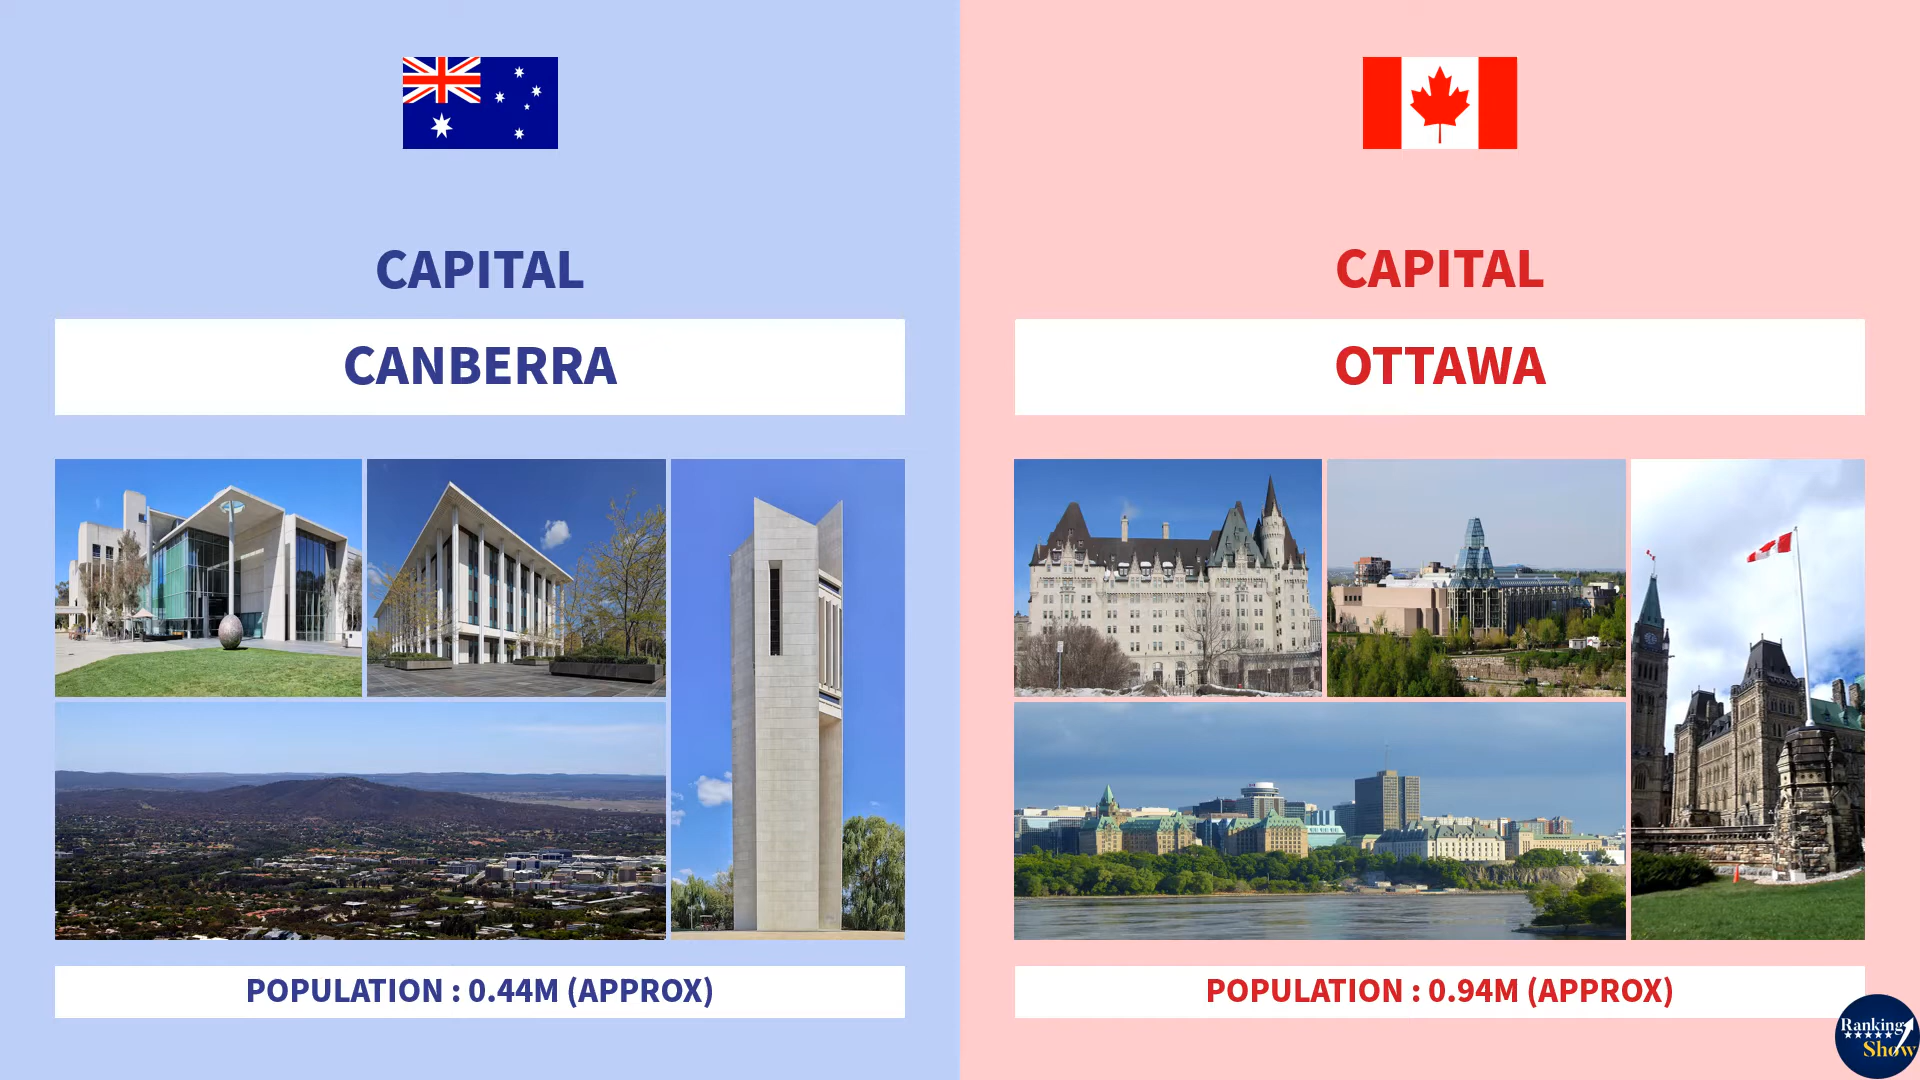 CAPITAL
CANBERRA
POPULATION : 0.44M (APPROX)
CAPITAL
OTTAWA
POPULATION : 0.94M (APPROX)
Ranking
Show